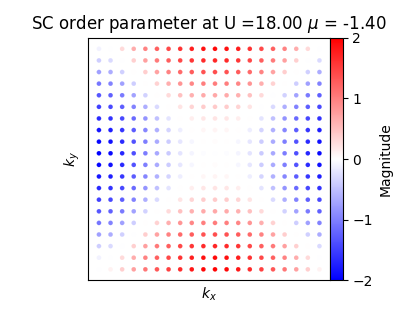 SC order parameter at U =18.00 μ = -1.40
2
1
0
−1
−2
Magnitude
k_y
k_x